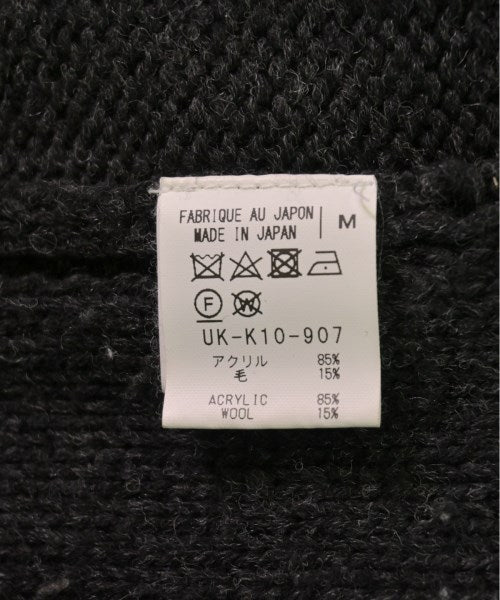 FABRIQUE AU JAPON
MADE IN JAPAN
M
F
W
UK-K10-907
アクリル 85%
毛 15%
ACRYLIC 85%
WOOL 15%